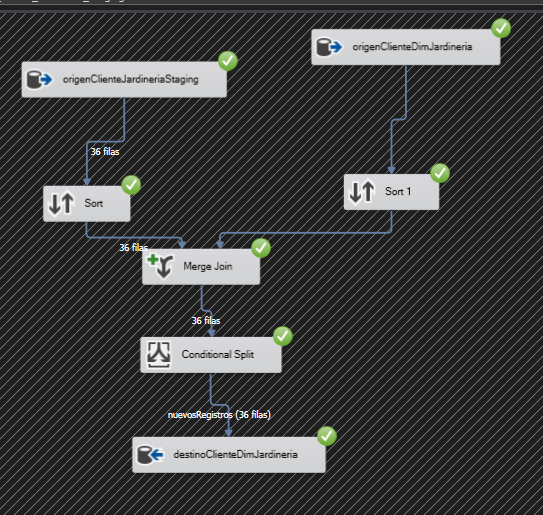 origenClienteJardineriaStaging
origenClienteDimJardineria
36 filas
Sort
Sort 1
36 filas
Merge Join
36 filas
Conditional Split
nuevosRegistros (36 filas)
destinoClienteDimJardineria